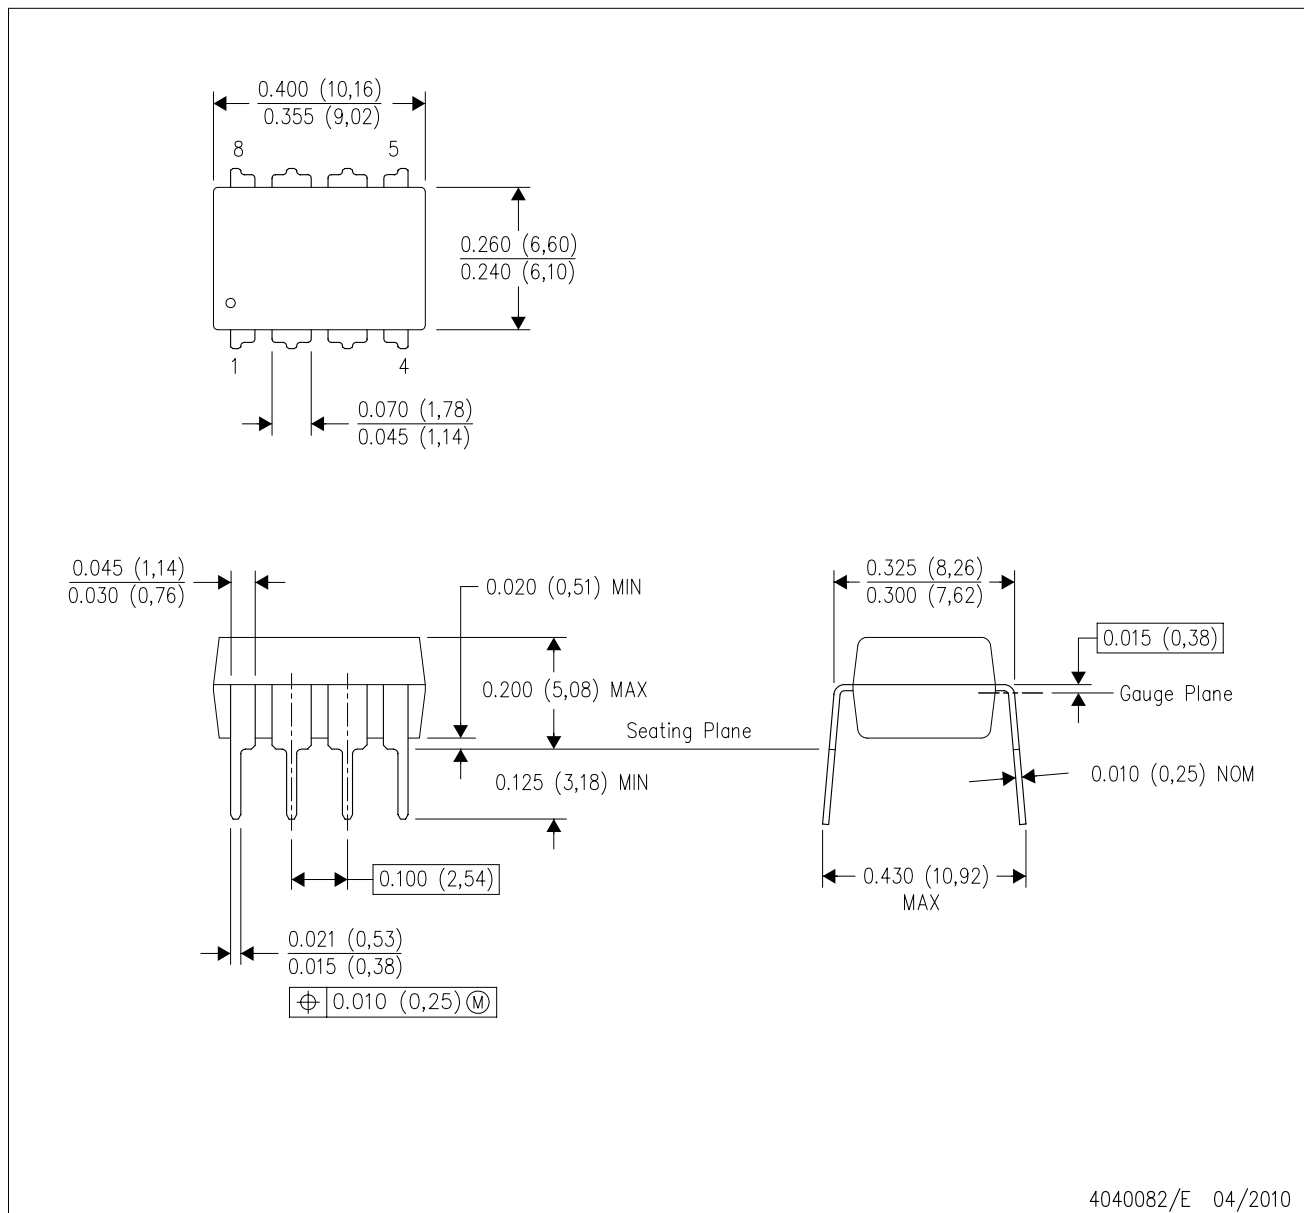 0.400 (10,16)
0.355 (9,02)
8
5
0.260 (6,60)
0.240 (6,10)
1
4
0.070 (1,78)
0.045 (1,14)
0.045 (1,14)
0.030 (0,76)
0.020 (0,51) MIN
0.325 (8,26)
0.300 (7,62)
0.015 (0,38)
0.200 (5,08) MAX
Gauge Plane
Seating Plane
0.125 (3,18) MIN
0.010 (0,25) NOM
0.100 (2,54)
0.430 (10,92)
MAX
0.021 (0,53)
0.015 (0,38)
⌖ 0.010 (0,25) Ⓜ
4040082/E 04/2010